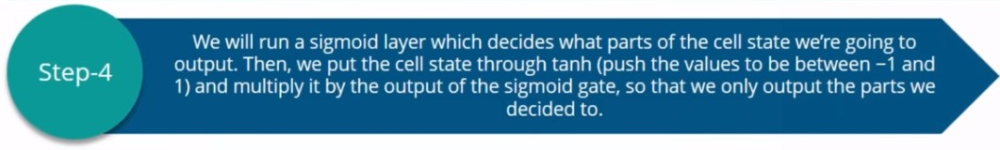 Step-4
We will run a sigmoid layer which decides what parts of the cell state we’re going to
output. Then, we put the cell state through tanh (push the values to be between −1 and
1) and multiply it by the output of the sigmoid gate, so that we only output the parts we
decided to.